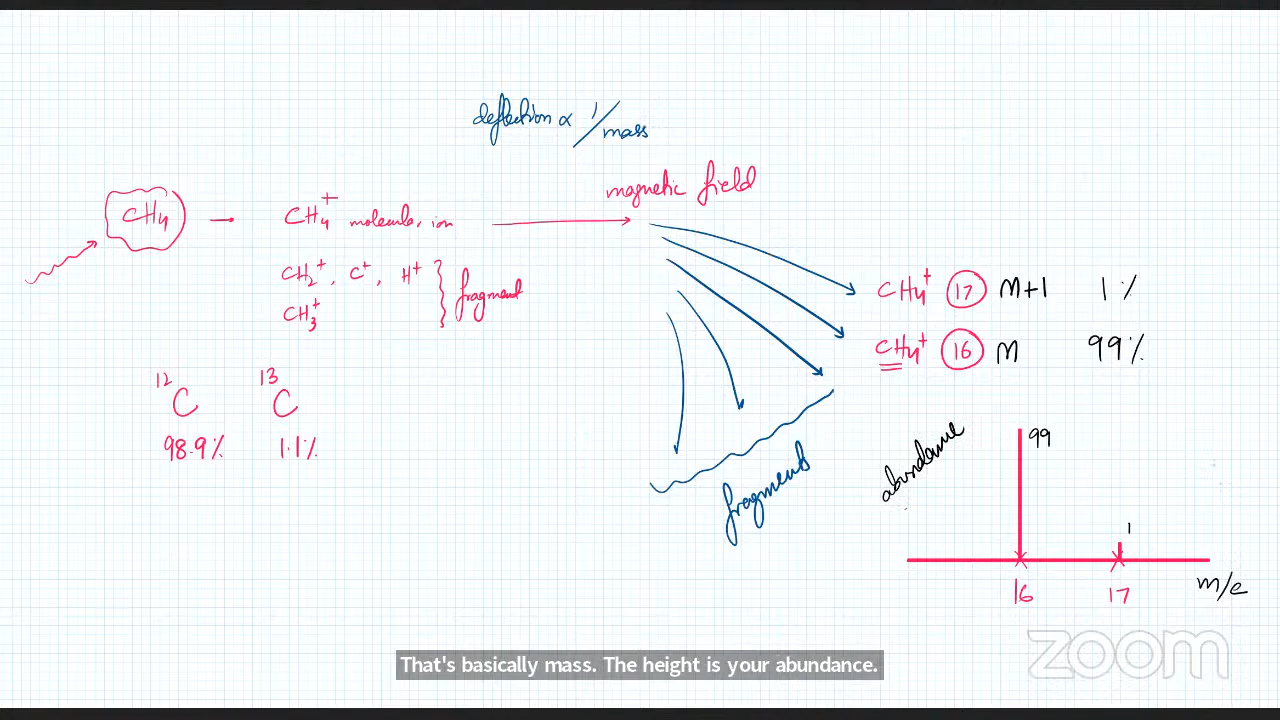 deflection ∝ 1/mass
magnetic field
CH4 – CH4+ molecular ion
CH2+, C+, H+
CH3+
fragment
CH4+ 17 M+1 1%
CH4+ 16 M 99%
12C 13C
98.9% 1.1%
fragment
abundance
99
1
16 17 m/e
zoom
That's basically mass. The height is your abundance.